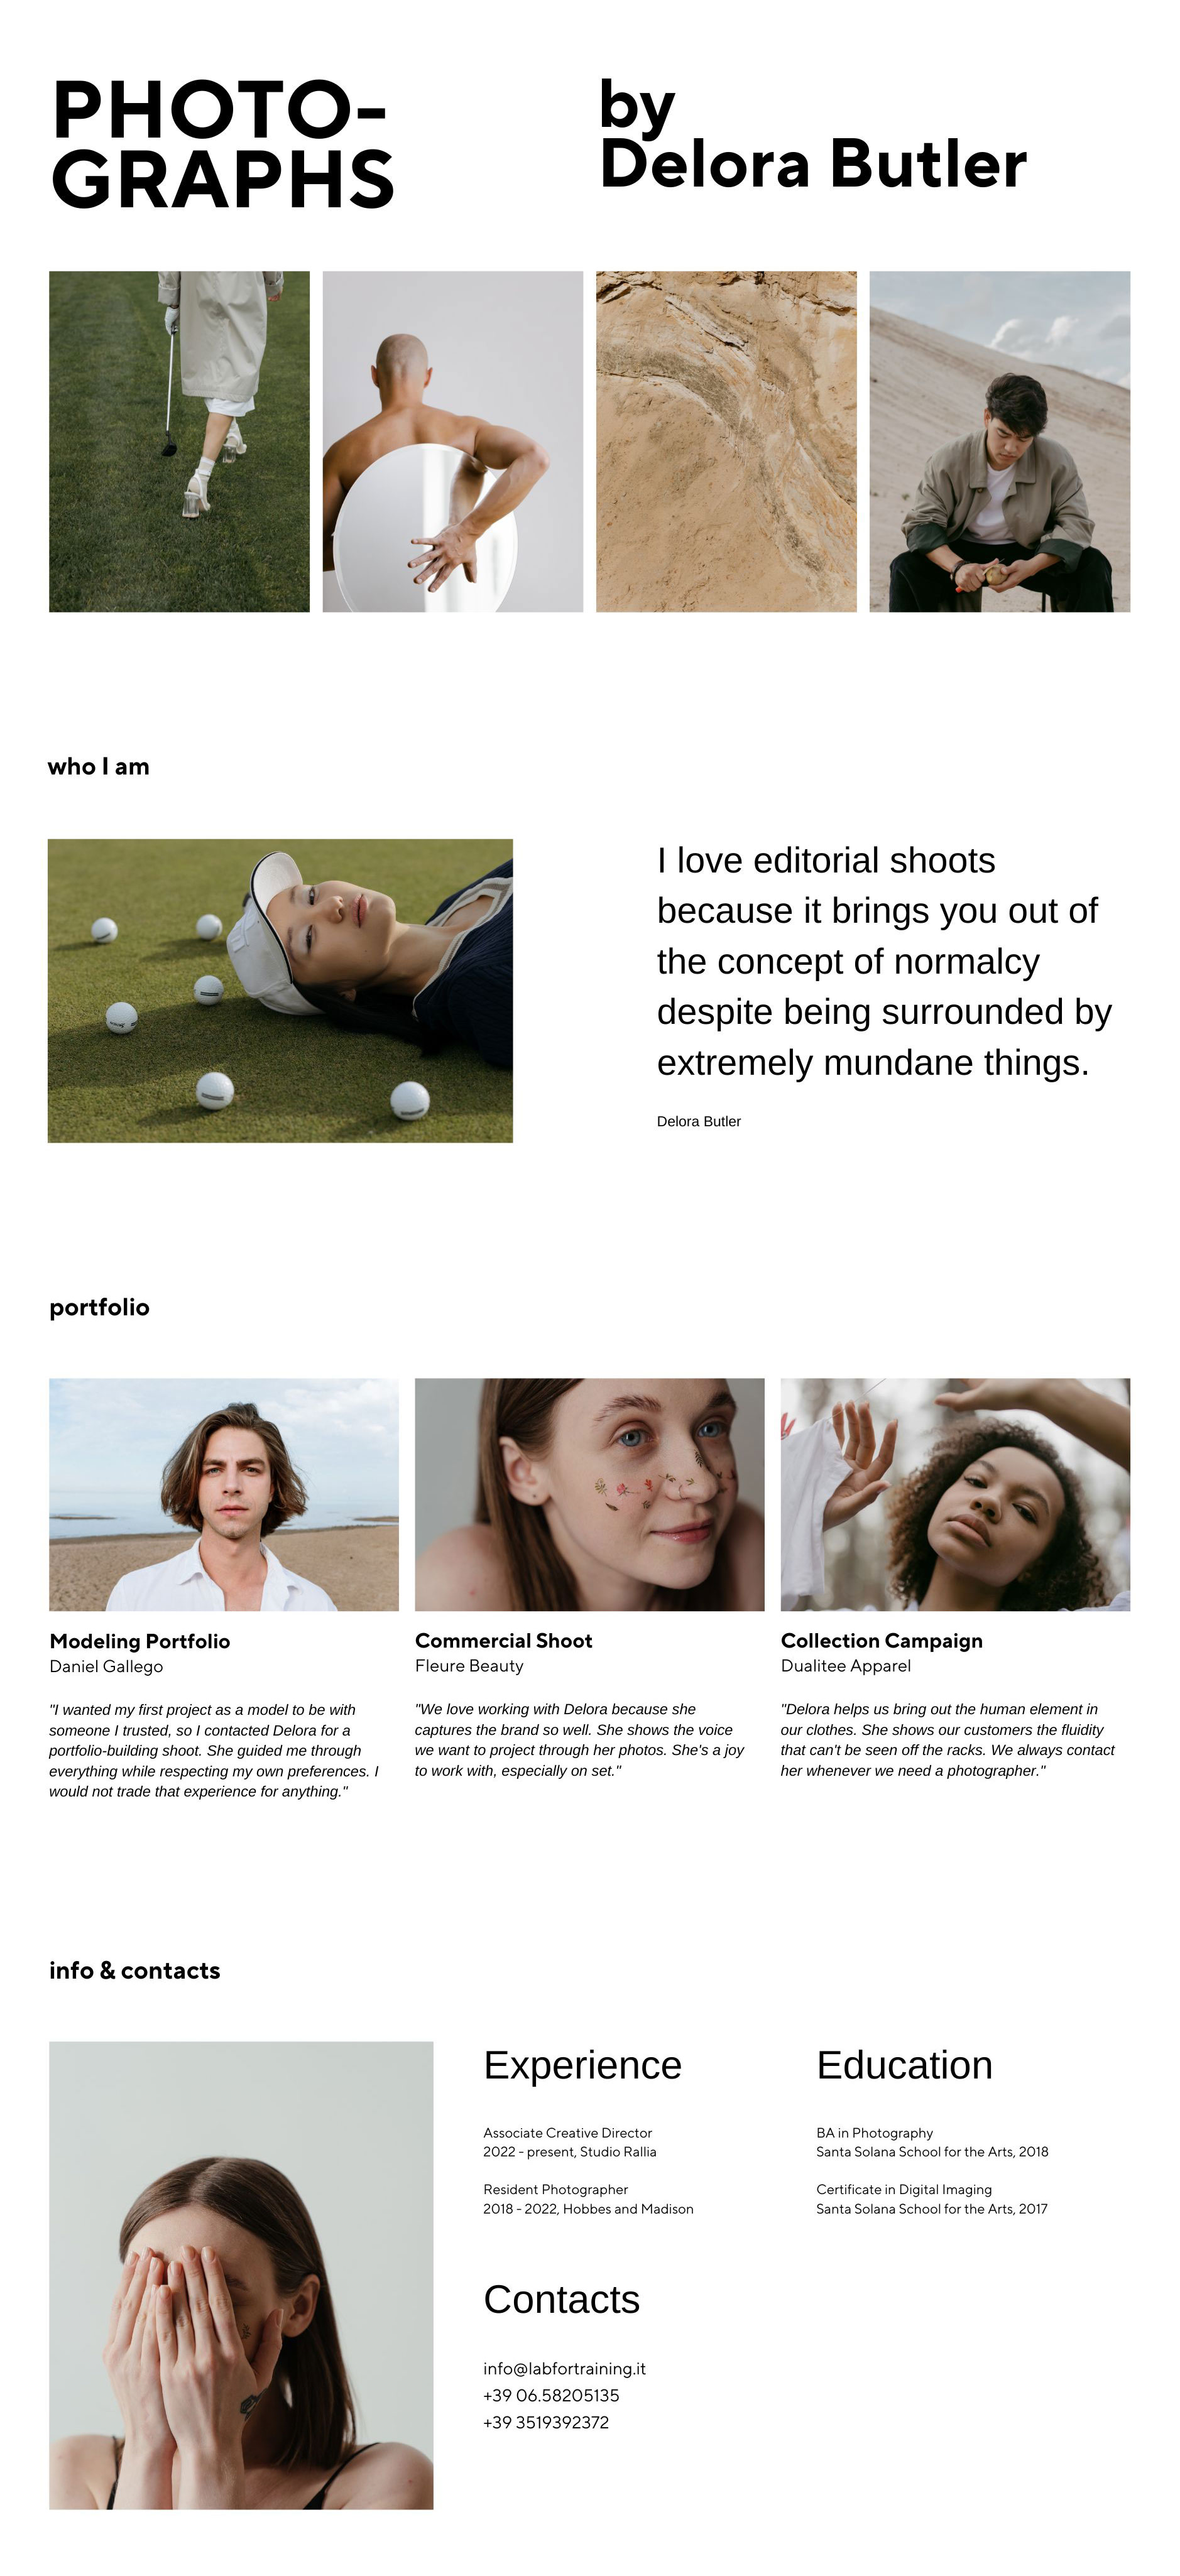 PHOTO-
GRAPHS
by
Delora Butler
who I am
I love editorial shoots
because it brings you out of
the concept of normalcy
despite being surrounded by
extremely mundane things.
Delora Butler
portfolio
Modeling Portfolio
Daniel Gallego
"I wanted my first project as a model to be with
someone I trusted, so I contacted Delora for a
portfolio-building shoot. She guided me through
everything while respecting my own preferences. I
would not trade that experience for anything."
Commercial Shoot
Fleure Beauty
"We love working with Delora because she
captures the brand so well. She shows the voice
we want to project through her photos. She's a joy
to work with, especially on set."
Collection Campaign
Dualitee Apparel
"Delora helps us bring out the human element in
our clothes. She shows our customers the fluidity
that can't be seen off the racks. We always contact
her whenever we need a photographer."
info & contacts
Experience
Associate Creative Director
2022 - present, Studio Rallia
Resident Photographer
2018 - 2022, Hobbes and Madison
Education
BA in Photography
Santa Solana School for the Arts, 2018
Certificate in Digital Imaging
Santa Solana School for the Arts, 2017
Contacts
info@labfortraining.it
+39 06.58205135
+39 3519392372